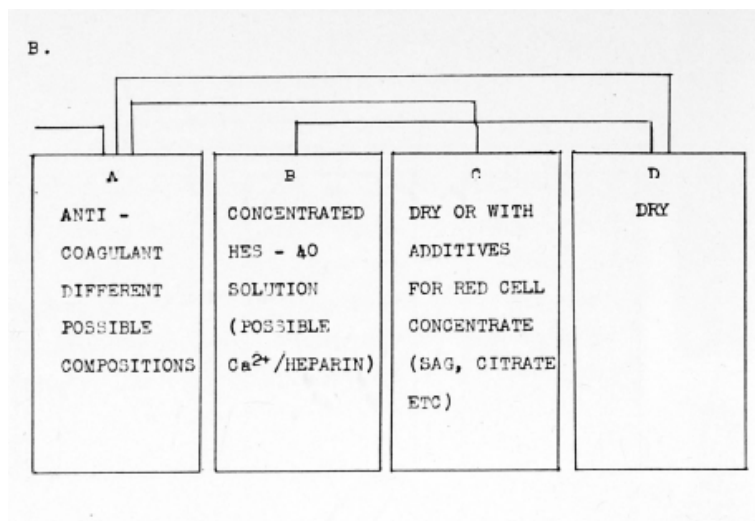 B.
A
ANTI -
COAGULANT
DIFFERENT
POSSIBLE
COMPOSITIONS
B
CONCENTRATED
HES - 40
SOLUTION
(POSSIBLE
Ca²⁺/HEPARIN)
C
DRY OR WITH
ADDITIVES
FOR RED CELL
CONCENTRATE
(SAG, CITRATE
ETC)
D
DRY